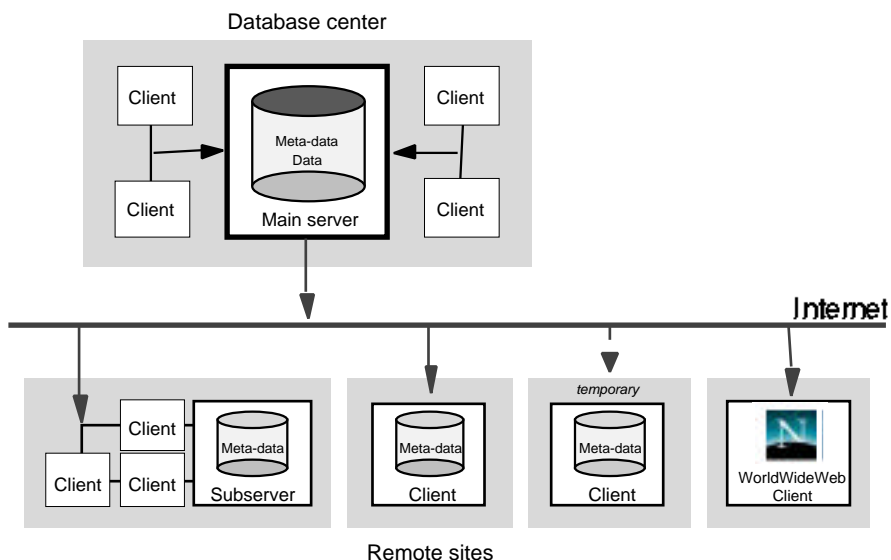 Database center
Client
Client
Meta-data
Data
Main server
Client
Client
Internet
Client
Client
Client
Meta-data
Subserver
Meta-data
Client
temporary
Meta-data
Client
N
WorldWideWeb
Client
Remote sites